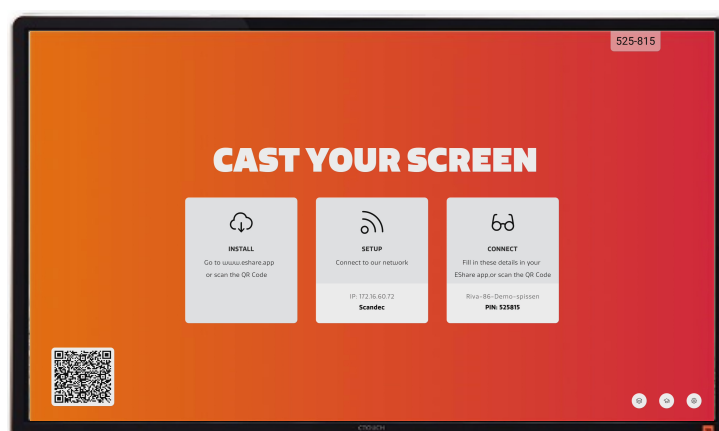 525-815
CAST YOUR SCREEN
INSTALL
Go to www.eshare.app
or scan the QR Code
SETUP
Connect to our network
IP: 172.16.60.72
Scandec
CONNECT
Fill in these details in your
EShare app.or scan the QR Code
Riva-86-Demo-spissen
PIN: 525815
CTOUCH